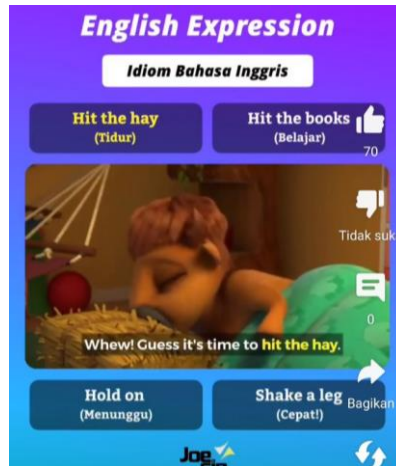 English Expression
Idiom Bahasa Inggris
Hit the hay
(Tidur)
Hit the books
(Belajar)
70
Tidak suk
Whew! Guess it's time to hit the hay.
0
Hold on
(Menunggu)
Shake a leg
(Cepat!)
Bagikan
Joe